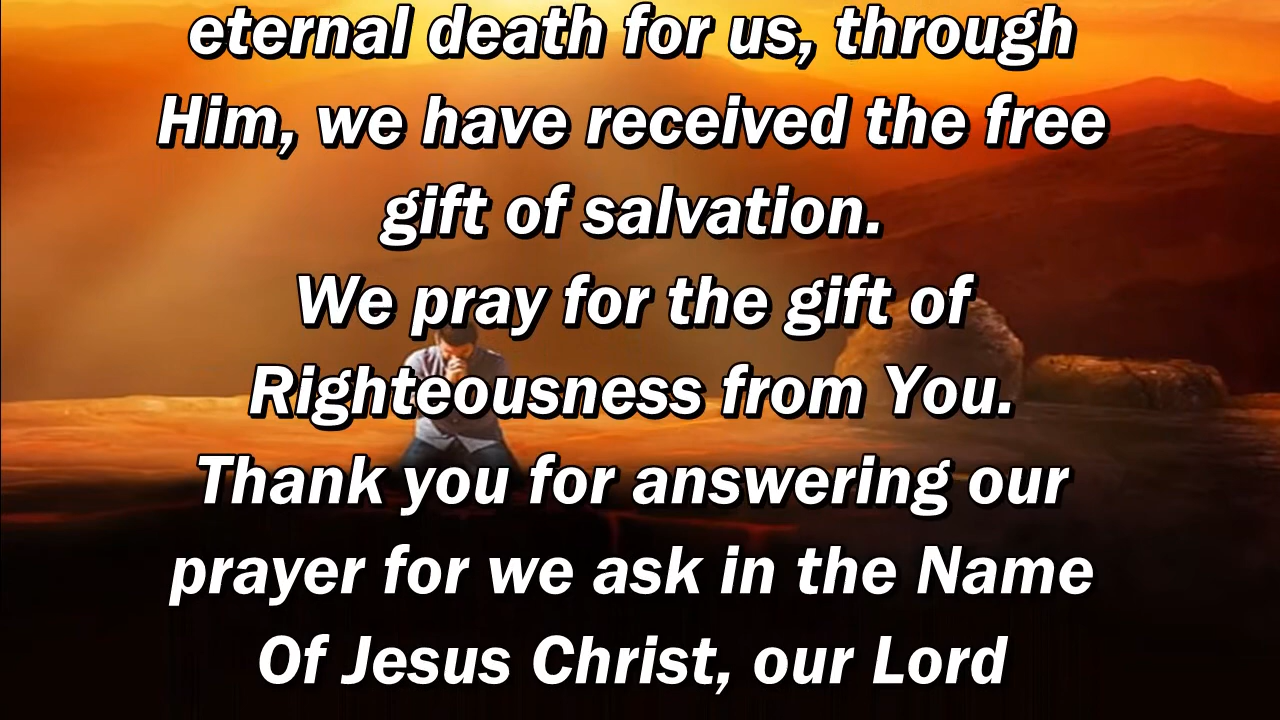 eternal death for us, through
Him, we have received the free
gift of salvation.
We pray for the gift of
Righteousness from You.
Thank you for answering our
prayer for we ask in the Name
Of Jesus Christ, our Lord